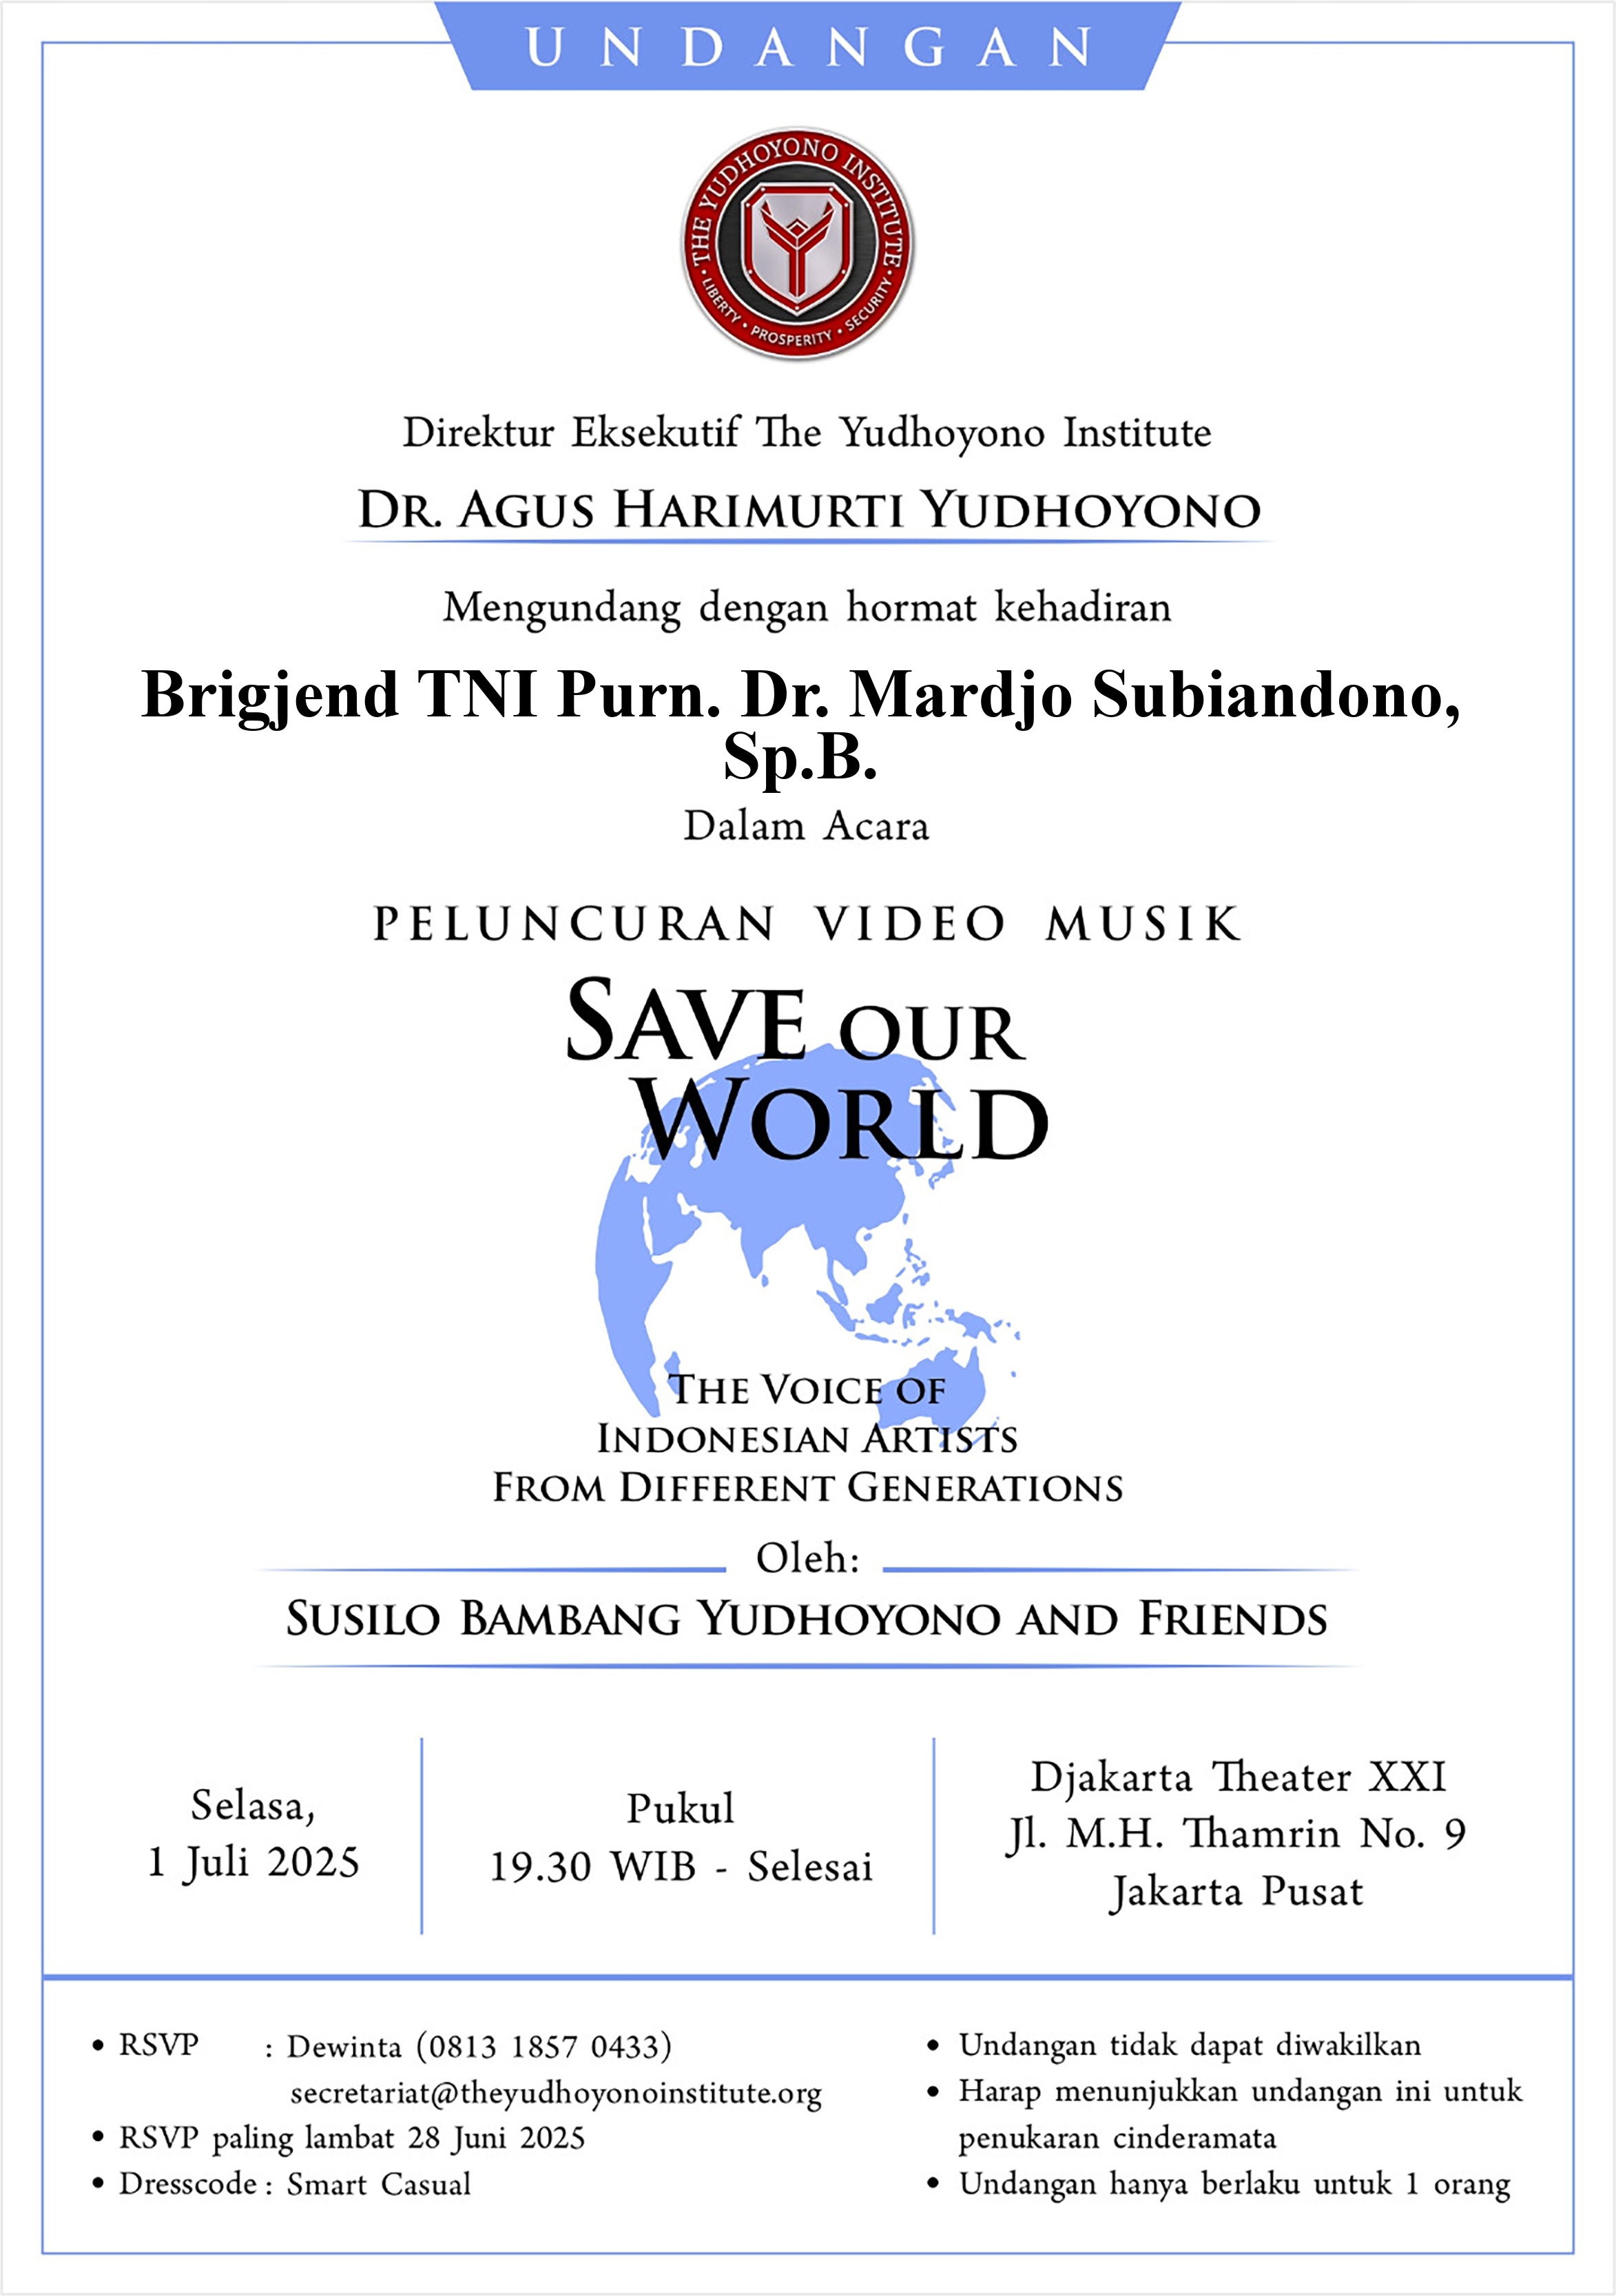 UNDANGAN
THE YUDHOYONO INSTITUTE
LIBERTY • PROSPERITY • SECURITY
Direktur Eksekutif The Yudhoyono Institute
DR. AGUS HARIMURTI YUDHOYONO
Mengundang dengan hormat kehadiran
Brigjend TNI Purn. Dr. Mardjo Subiandono,
Sp.B.
Dalam Acara
PELUNCURAN VIDEO MUSIK
SAVE OUR
WORLD
THE VOICE OF
INDONESIAN ARTISTS
FROM DIFFERENT GENERATIONS
Oleh:
SUSILO BAMBANG YUDHOYONO AND FRIENDS
Selasa,
1 Juli 2025
Pukul
19.30 WIB - Selesai
Djakarta Theater XXI
Jl. M.H. Thamrin No. 9
Jakarta Pusat
• RSVP : Dewinta (0813 1857 0433)
secretariat@theyudhoyonoinstitute.org
• RSVP paling lambat 28 Juni 2025
• Dresscode : Smart Casual
• Undangan tidak dapat diwakilkan
• Harap menunjukkan undangan ini untuk
penukaran cinderamata
• Undangan hanya berlaku untuk 1 orang